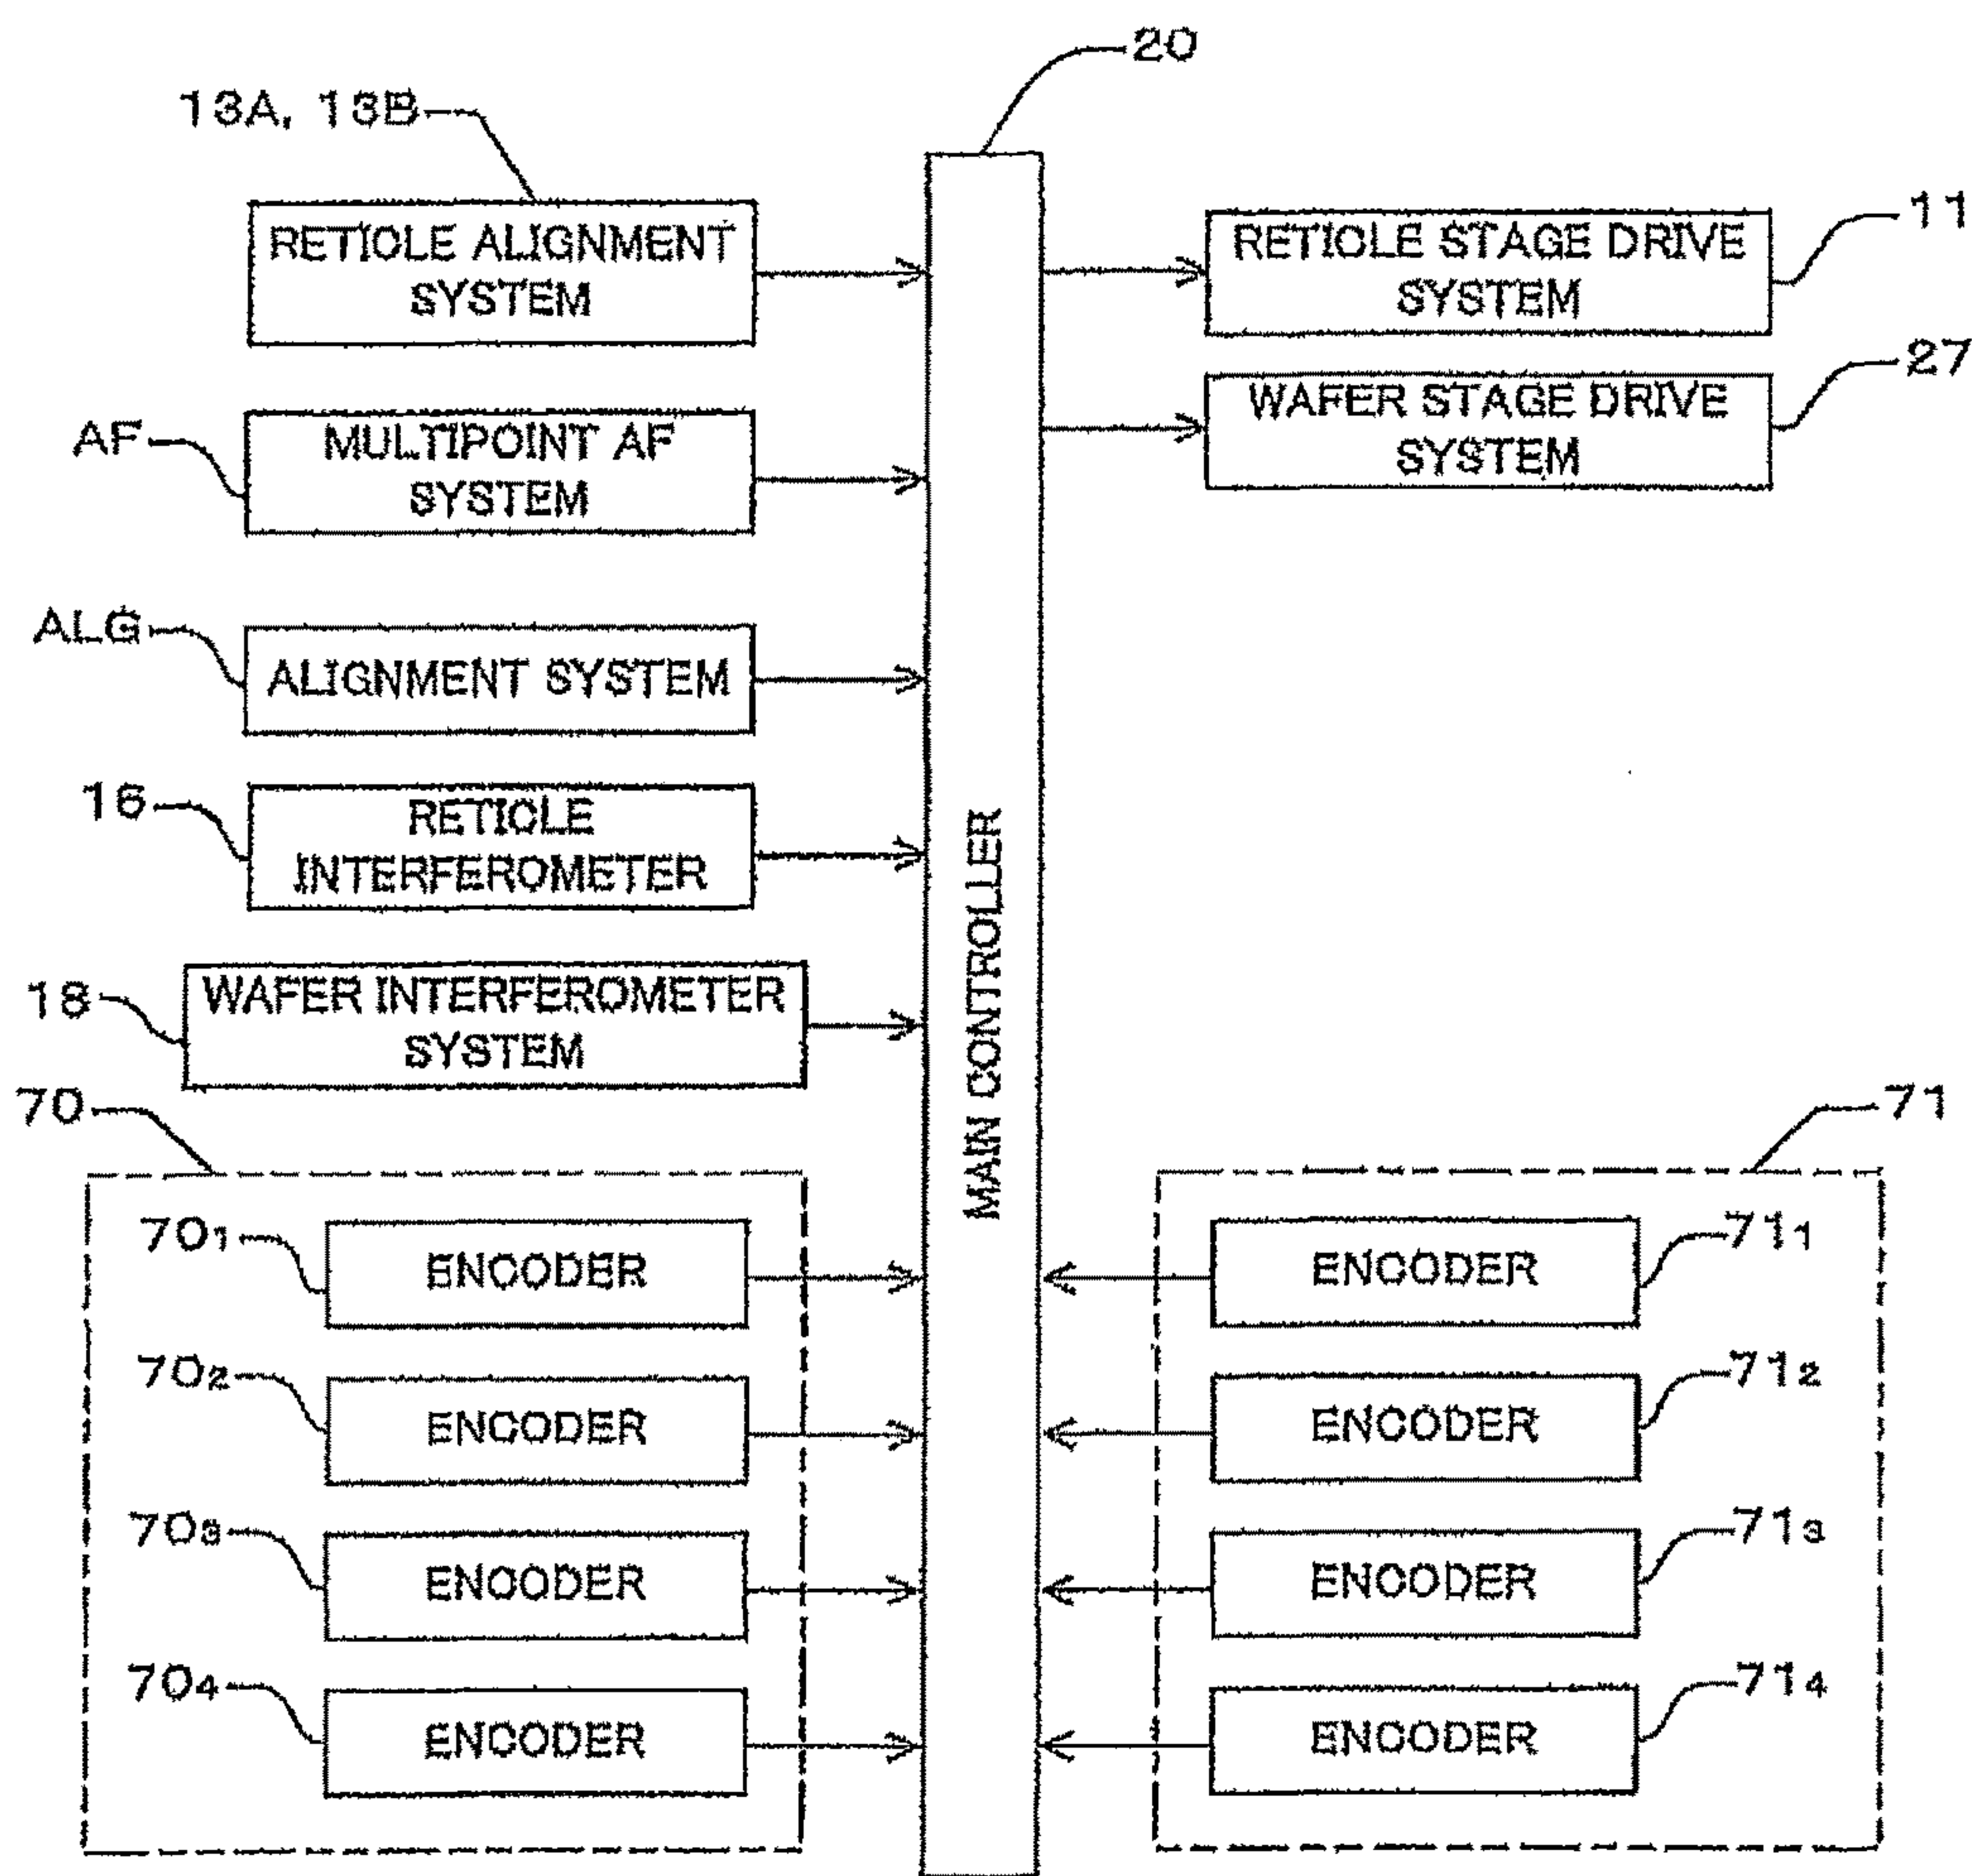 20
13A, 13B
RETICLE ALIGNMENT
SYSTEM
RETICLE STAGE DRIVE
SYSTEM
11
AF
MULTIPOINT AF
SYSTEM
WAFER STAGE DRIVE
SYSTEM
27
ALG
ALIGNMENT SYSTEM
16
RETICLE
INTERFEROMETER
18
WAFER INTERFEROMETER
SYSTEM
MAIN CONTROLLER
70
70₁
ENCODER
70₂
ENCODER
70₃
ENCODER
70₄
ENCODER
71
ENCODER
71₁
ENCODER
71₂
ENCODER
71₃
ENCODER
71₄